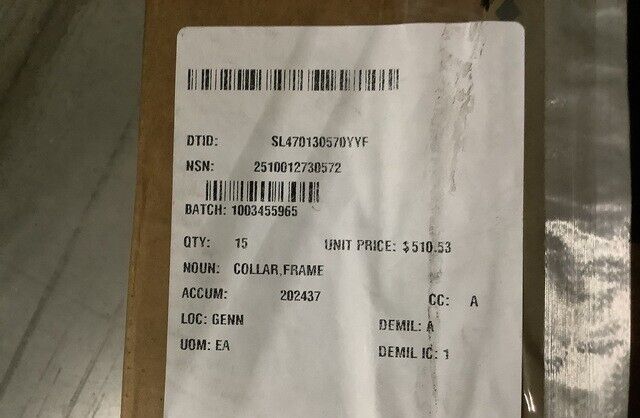 DTID: SL470130570YYF
NSN: 2510012730572
BATCH: 1003455965
QTY: 15 UNIT PRICE: $510.53
NOUN: COLLAR,FRAME
ACCUM: 202437 CC: A
LOC: GENN DEMIL: A
UOM: EA DEMIL IC: 1